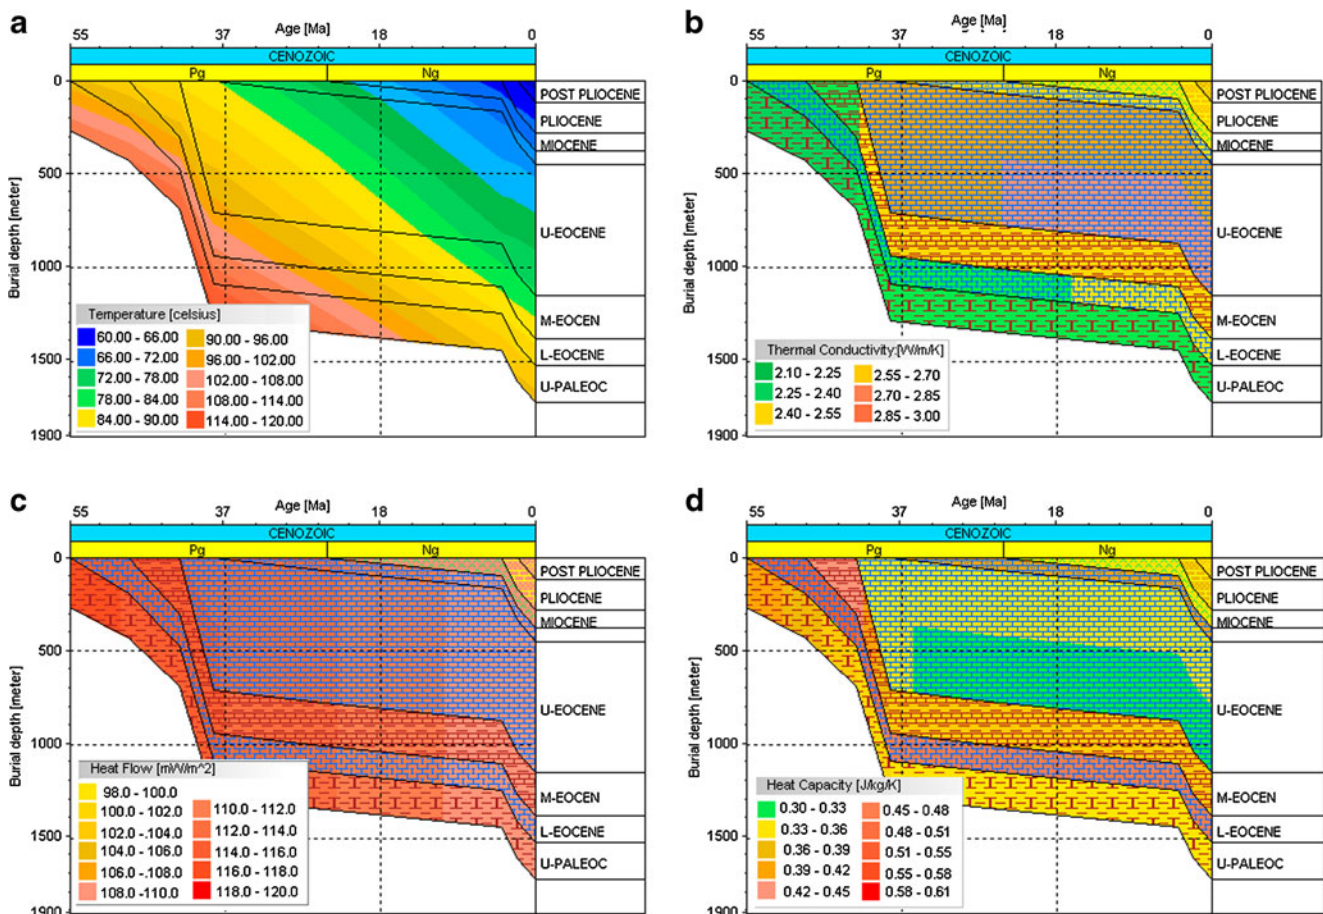 a
Age [Ma]
55 37 18 0
CENOZOIC
Pg Ng
Burial depth [meter]
0
500
1000
1500
1900
POST PLIOCENE
PLIOCENE
MIOCENE
U-EOCENE
M-EOCEN
L-EOCENE
U-PALEOC
Temperature [celsius]
60.00 - 66.00 90.00 - 96.00
66.00 - 72.00 96.00 - 102.00
72.00 - 78.00 102.00 - 108.00
78.00 - 84.00 108.00 - 114.00
84.00 - 90.00 114.00 - 120.00
b
Age [Ma]
55 37 18 0
CENOZOIC
Pg Ng
Burial depth [meter]
0
500
1000
1500
1900
POST PLIOCENE
PLIOCENE
MIOCENE
U-EOCENE
M-EOCEN
L-EOCENE
U-PALEOC
Thermal Conductivity:[W/m/K]
2.10 - 2.25 2.55 - 2.70
2.25 - 2.40 2.70 - 2.85
2.40 - 2.55 2.85 - 3.00
c
Age [Ma]
55 37 18 0
CENOZOIC
Pg Ng
Burial depth [meter]
0
500
1000
1500
1900
POST PLIOCENE
PLIOCENE
MIOCENE
U-EOCENE
M-EOCEN
L-EOCENE
U-PALEOC
Heat Flow [mW/m^2]
98.0 - 100.0
100.0 - 102.0 110.0 - 112.0
102.0 - 104.0 112.0 - 114.0
104.0 - 106.0 114.0 - 116.0
106.0 -.108.0 116.0 - 118.0
108.0 -110.0 118.0 - 120.0
d
Age [Ma]
55 37 18 0
CENOZOIC
Pg Ng
Burial depth [meter]
0
500
1000
1500
1900
POST PLIOCENE
PLIOCENE
MIOCENE
U-EOCENE
M-EOCEN
L-EOCENE
U-PALEOC
Heat Capacity [J/kg/K]
0.30 - 0.33 0.45 - 0.48
0.33 - 0.36 0.48 - 0.51
0.36 - 0.39 0.51 - 0.55
0.39 - 0.42 0.55 - 0.58
0.42 - 0.45 0.58 - 0.61